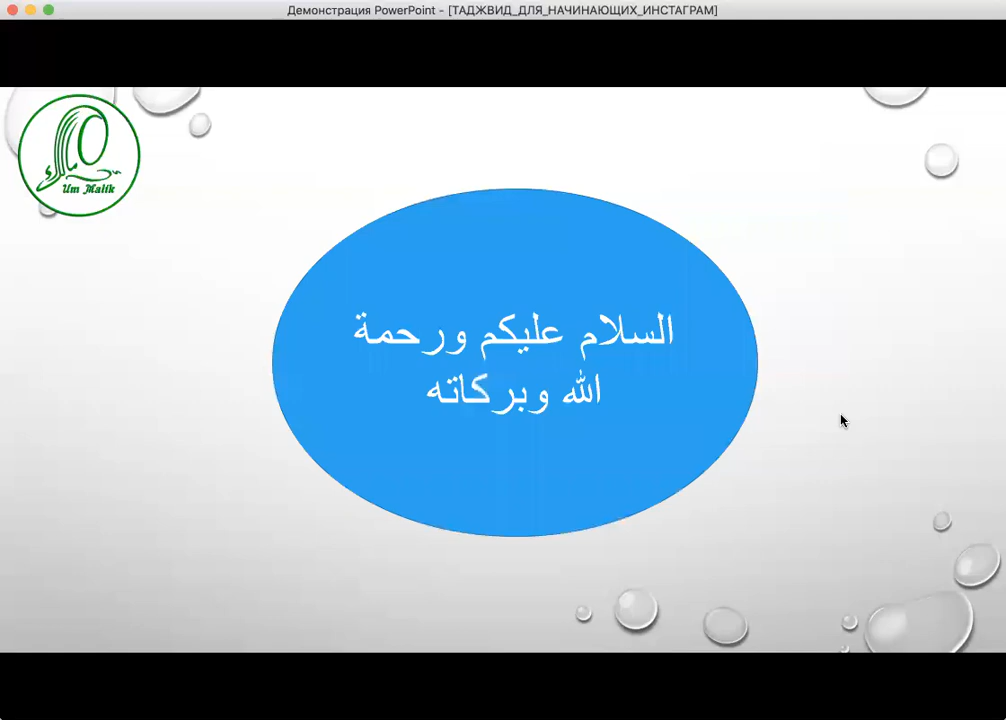 Демонстрация PowerPoint - [ТАДЖВИД_ДЛЯ_НАЧИНАЮЩИХ_ИНСТАГРАМ]
Um Malik
السلام عليكم ورحمة
الله وبركاته